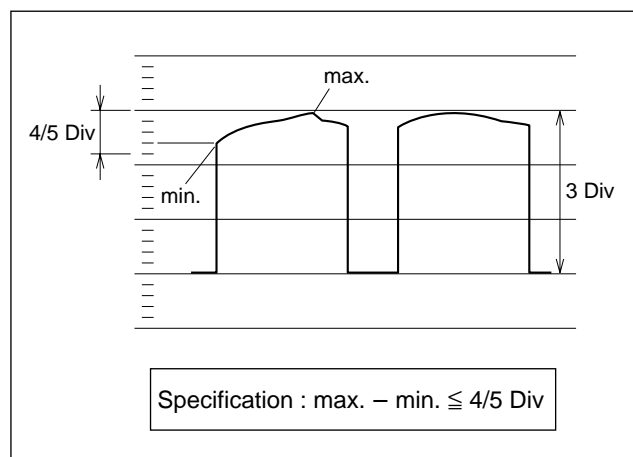 max.
4/5 Div
min.
3 Div
Specification : max. − min. ≦ 4/5 Div